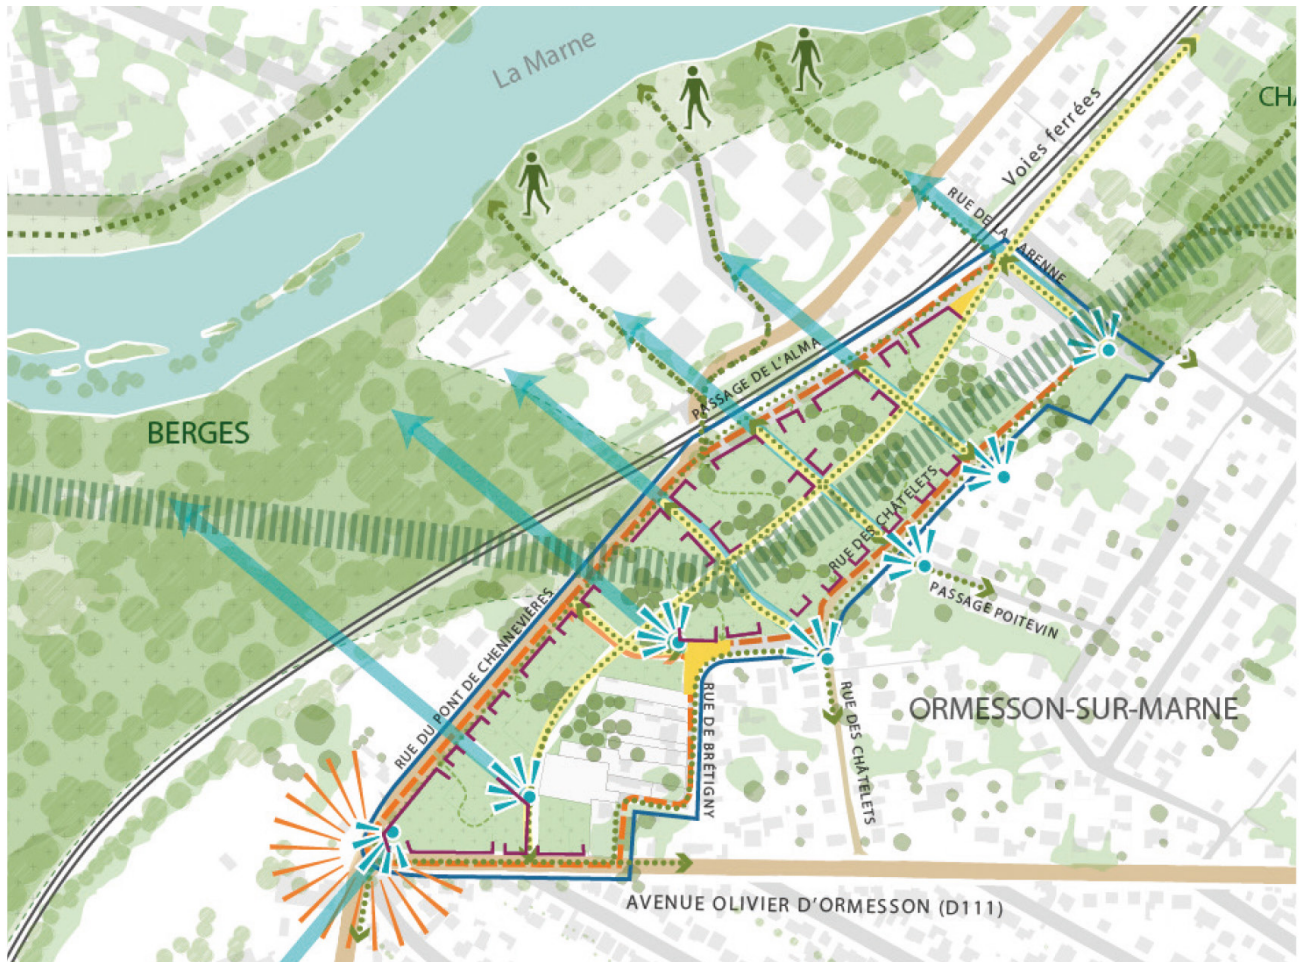 La Marne
CHA
Voies ferrées
RUE DE LA VARENNE
PASSAGE DE L'ALMA
BERGES
RUE DES CHÂTELETS
PASSAGE POITEVIN
RUE DU PONT DE CHENNEVIÈRES
ORMESSON-SUR-MARNE
RUE DE BRÉTIGNY
RUE DES CHÂTELETS
AVENUE OLIVIER D'ORMESSON (D111)